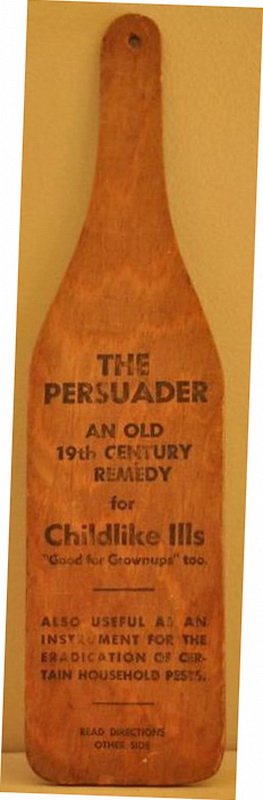 THE
PERSUADER
AN OLD
19th CENTURY
REMEDY
for
Childlike Ills
"Good for Grownups" too.
ALSO USEFUL AS AN
INSTRUMENT FOR THE
ERADICATION OF CER-
TAIN HOUSEHOLD PESTS.
READ DIRECTIONS
OTHER SIDE